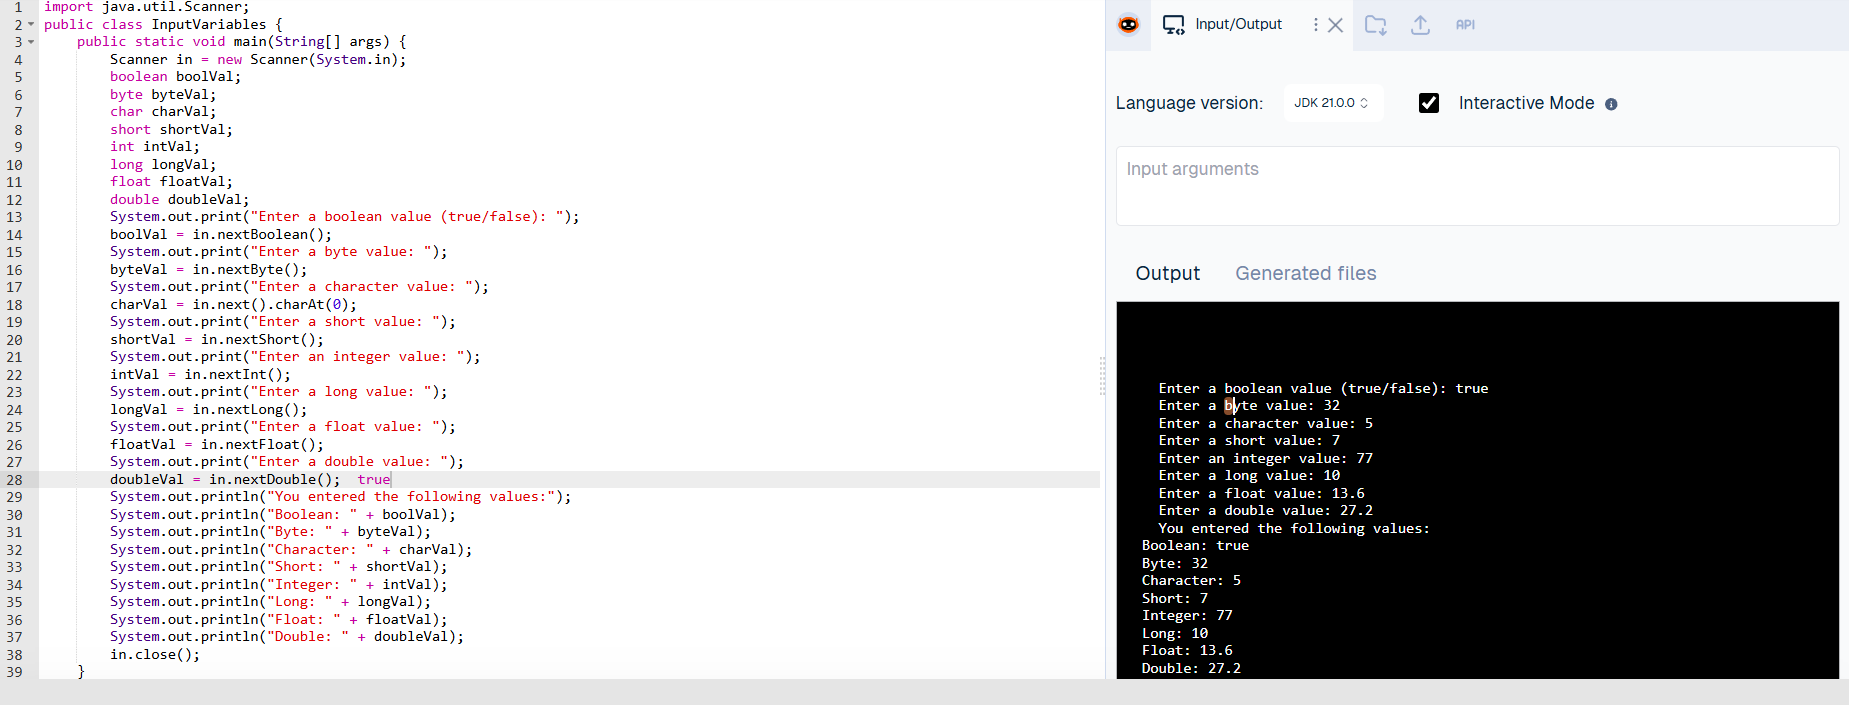 1 import java.util.Scanner;
2 public class InputVariables {
3     public static void main(String[] args) {
4         Scanner in = new Scanner(System.in);
5         boolean boolVal;
6         byte byteVal;
7         char charVal;
8         short shortVal;
9         int intVal;
10         long longVal;
11         float floatVal;
12         double doubleVal;
13         System.out.print("Enter a boolean value (true/false): ");
14         boolVal = in.nextBoolean();
15         System.out.print("Enter a byte value: ");
16         byteVal = in.nextByte();
17         System.out.print("Enter a character value: ");
18         charVal = in.next().charAt(0);
19         System.out.print("Enter a short value: ");
20         shortVal = in.nextShort();
21         System.out.print("Enter an integer value: ");
22         intVal = in.nextInt();
23         System.out.print("Enter a long value: ");
24         longVal = in.nextLong();
25         System.out.print("Enter a float value: ");
26         floatVal = in.nextFloat();
27         System.out.print("Enter a double value: ");
28         doubleVal = in.nextDouble();  true
29         System.out.println("You entered the following values:");
30         System.out.println("Boolean: " + boolVal);
31         System.out.println("Byte: " + byteVal);
32         System.out.println("Character: " + charVal);
33         System.out.println("Short: " + shortVal);
34         System.out.println("Integer: " + intVal);
35         System.out.println("Long: " + longVal);
36         System.out.println("Float: " + floatVal);
37         System.out.println("Double: " + doubleVal);
38         in.close();
39     }
Input/Output
API
Language version: JDK 21.0.0 Interactive Mode
Input arguments
Output Generated files
Enter a boolean value (true/false): true
Enter a byte value: 32
Enter a character value: 5
Enter a short value: 7
Enter an integer value: 77
Enter a long value: 10
Enter a float value: 13.6
Enter a double value: 27.2
You entered the following values:
Boolean: true
Byte: 32
Character: 5
Short: 7
Integer: 77
Long: 10
Float: 13.6
Double: 27.2